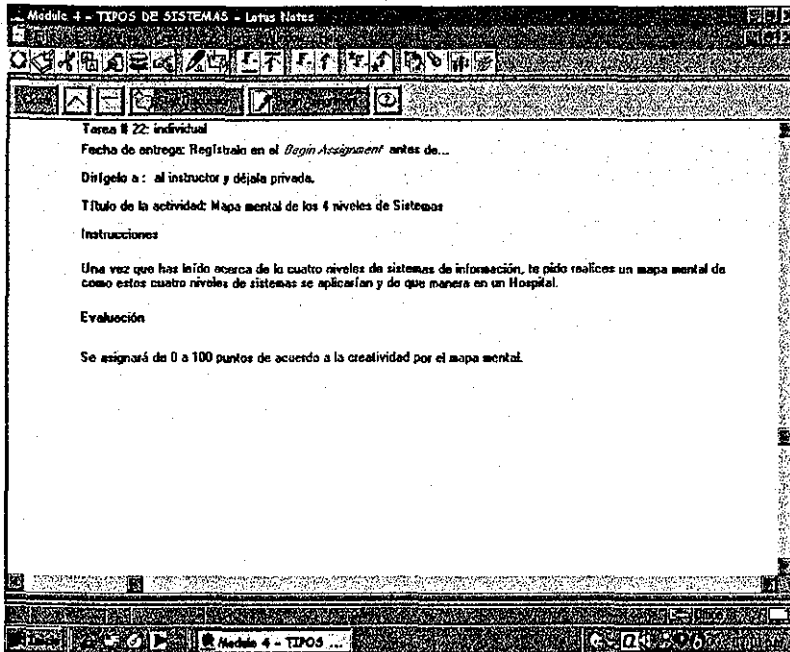 Module 4 - TIPOS DE SISTEMAS - Lotus Notes
Tarea # 22: individual
Fecha de entrega: Regístralo en el Begin Assignment antes de...
Dirígelo a : al instructor y déjala privada.
Título de la actividad: Mapa mental de los 4 niveles de Sistemas
Instrucciones
Una vez que has leído acerca de lo cuatro niveles de sistemas de información, te pido realices un mapa mental de
como estos cuatro niveles de sistemas se aplicarían y de que manera en un Hospital.
Evaluación
Se asignará de 0 a 100 puntos de acuerdo a la creatividad por el mapa mental.
Module 4 - TIPOS ...